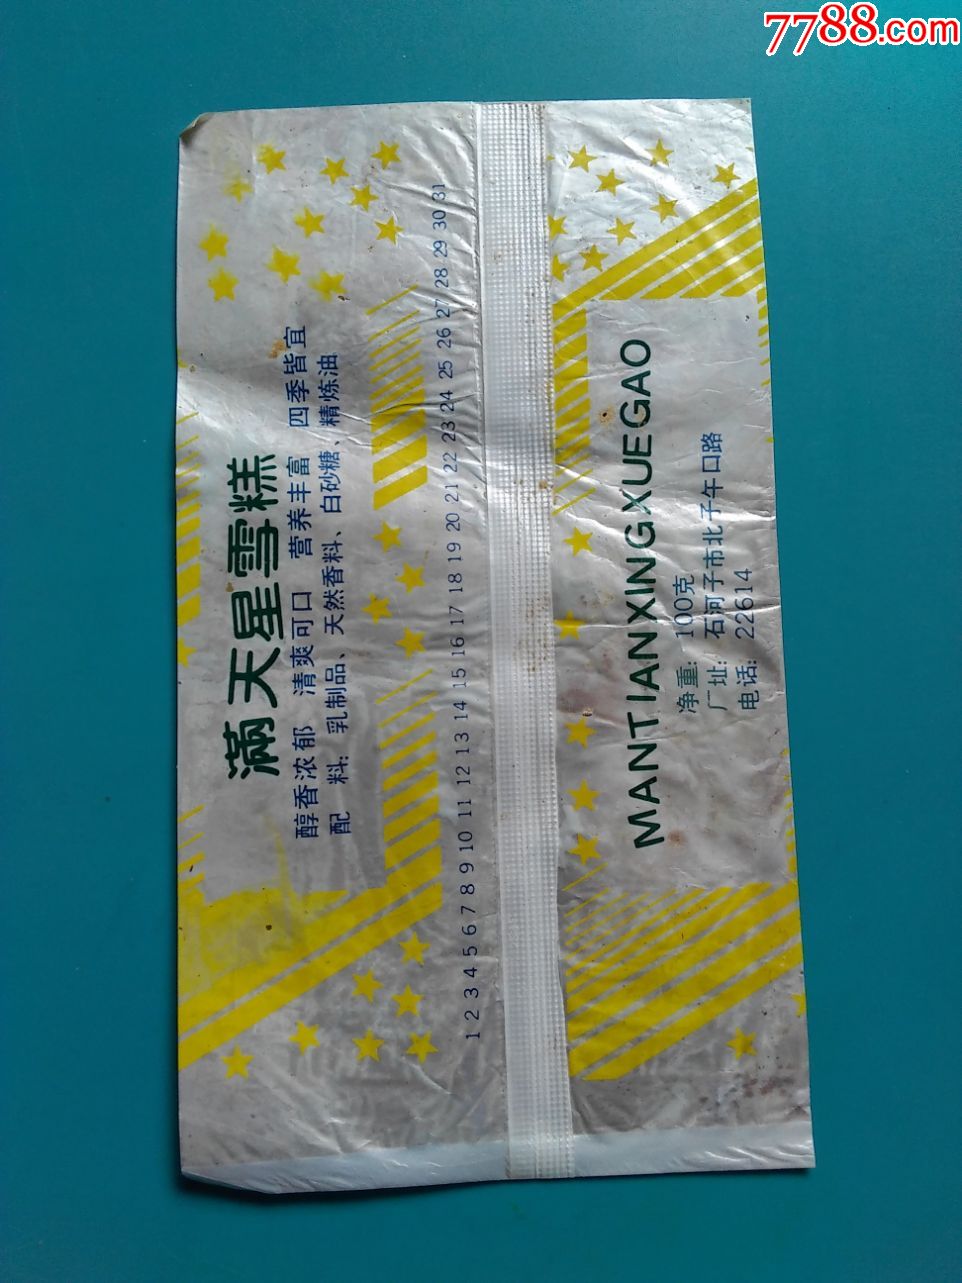 7788.com
滿天星雪糕
醇香浓郁 清爽可口 营养丰富 四季皆宜
配 料: 乳制品、天然香料、白砂糖、精炼油
1 2 3 4 5 6 7 8 9 10 11 12 13 14 15 16 17 18 19 20 21 22 23 24 25 26 27 28 29 30 31
MANTIANXINGXUEGAO
净重: 100克
厂址: 石河子市北子午口路
电话: 22614